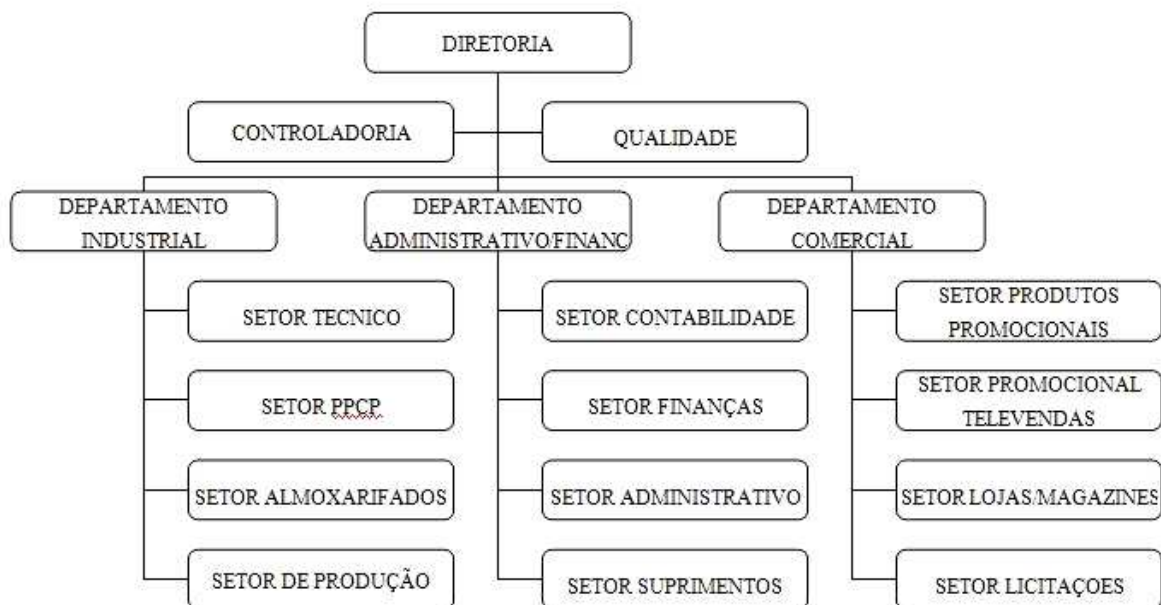 DIRETORIA
CONTROLADORIA
QUALIDADE
DEPARTAMENTO
INDUSTRIAL
DEPARTAMENTO
ADMINISTRATIVO/FINANC
DEPARTAMENTO
COMERCIAL
SETOR TECNICO
SETOR PPCP
SETOR ALMOXARIFADOS
SETOR DE PRODUÇÃO
SETOR CONTABILIDADE
SETOR FINANÇAS
SETOR ADMINISTRATIVO
SETOR SUPRIMENTOS
SETOR PRODUTOS
PROMOCIONAIS
SETOR PROMOCIONAL
TELEVENDAS
SETOR LOJAS/MAGAZINES
SETOR LICITAÇOES